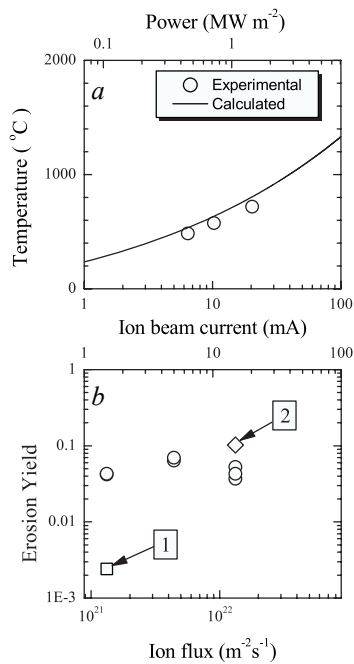 Power (MW m⁻²)
0.1 1
2000
a
Experimental
Calculated
Temperature ( °C)
1000
0
1 10 100
Ion beam current (mA)
1 10 100
1
b
2
0.1
Erosion Yield
0.01
1
1E-3
10²¹ 10²²
Ion flux (m⁻²s⁻¹)